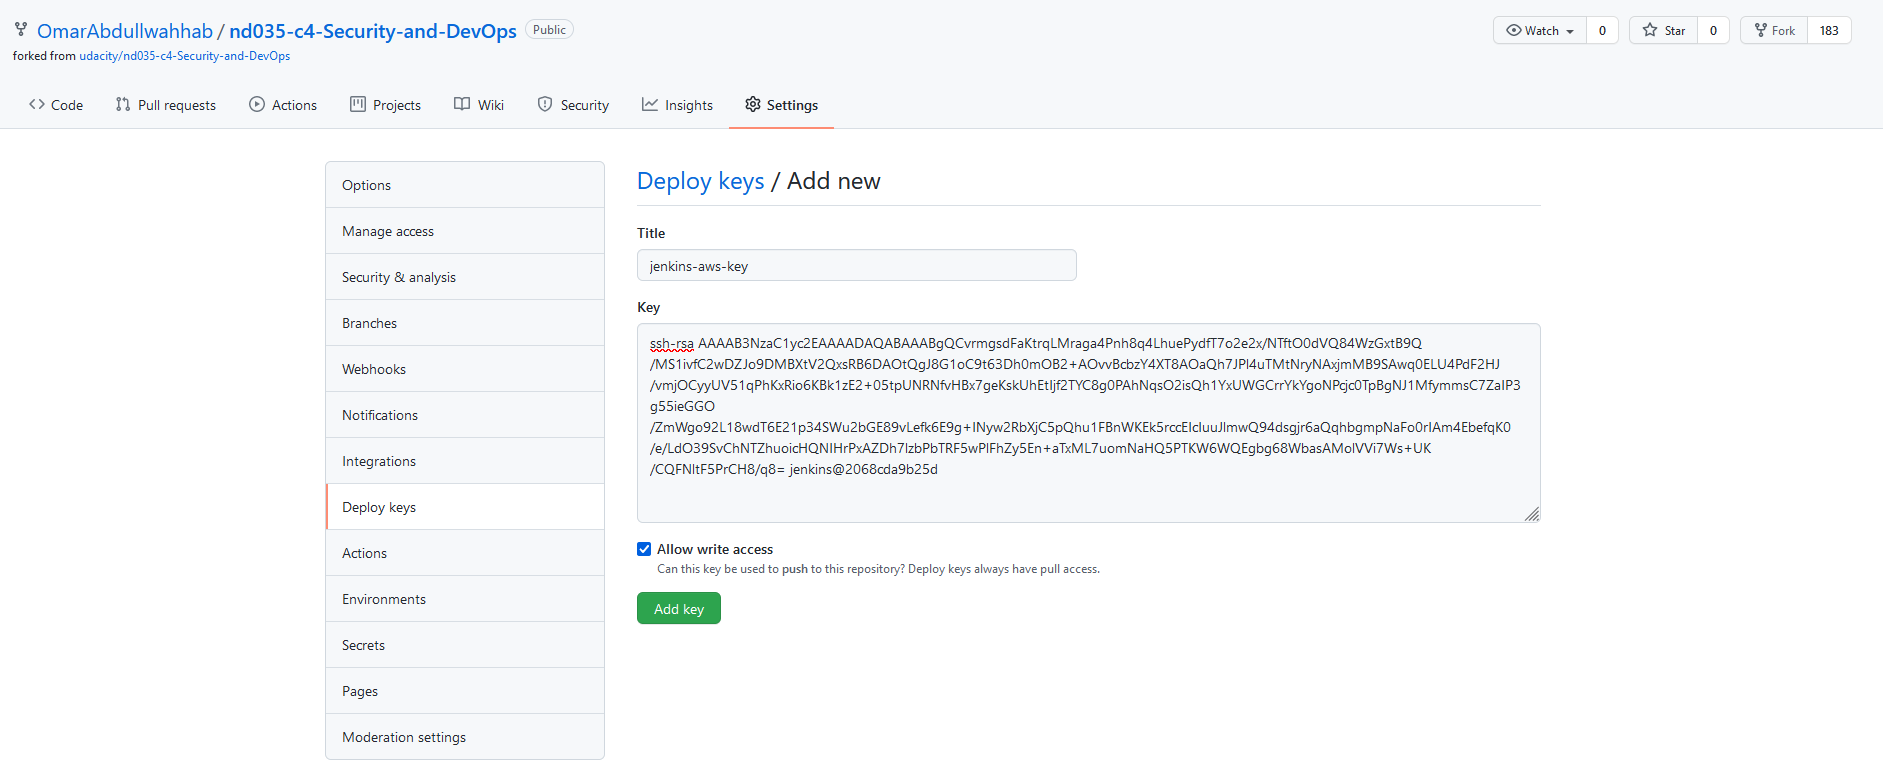 OmarAbdullwahhab / nd035-c4-Security-and-DevOps Public
Watch 0 Star 0 Fork 183
forked from udacity/nd035-c4-Security-and-DevOps
Code Pull requests Actions Projects Wiki Security Insights Settings
Options
Manage access
Security & analysis
Branches
Webhooks
Notifications
Integrations
Deploy keys
Actions
Environments
Secrets
Pages
Moderation settings
Deploy keys / Add new
Title
jenkins-aws-key
Key
ssh-rsa AAAAB3NzaC1yc2EAAAADAQABAAABgQCvrmgsdFaKtrqLMraga4Pnh8q4LhuePydfT7o2e2x/NTftO0dVQ84WzGxtB9Q
/MS1ivfC2wDZJo9DMBXtV2QxsRB6DAOtQgJ8G1oC9t63Dh0mOB2+AOvvBcbzY4XT8AOaQh7JPl4uTMtNryNAxjmMB9SAwq0ELU4PdF2HJ
/vmjOCyyUV51qPhKxRio6KBk1zE2+05tpUNRNfvHBx7geKskUhEtIjf2TYC8g0PAhNqsO2isQh1YxUWGCrrYkYgoNPcjc0TpBgNJ1MfymmsC7ZaIP3
g55ieGGO
/ZmWgo92L18wdT6E21p34SWu2bGE89vLefk6E9g+INyw2RbXjC5pQhu1FBnWKEk5rccEIcIuuJlmwQ94dsgjr6aQqhbgmpNaFo0rIAm4EbefqK0
/e/LdO39SvChNTZhuoicHQNIHrPxAZDh7lzbPbTRF5wPlFhZy5En+aTxML7uomNaHQ5PTKW6WQEgbg68WbasAMolVVi7Ws+UK
/CQFNltF5PrCH8/q8= jenkins@2068cda9b25d
Allow write access
Can this key be used to push to this repository? Deploy keys always have pull access.
Add key